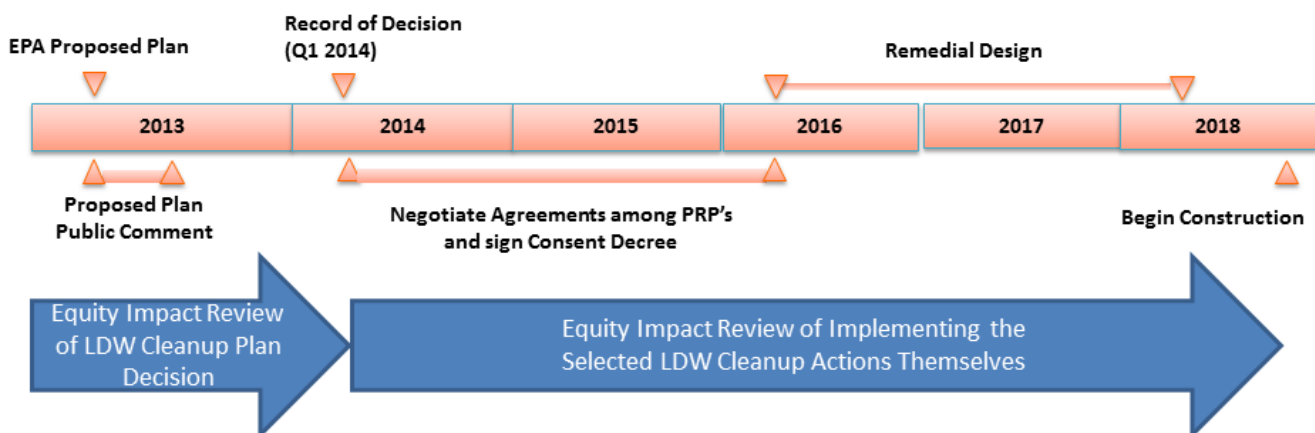 EPA Proposed Plan
Record of Decision
(Q1 2014)
Remedial Design
2013
2014
2015
2016
2017
2018
Proposed Plan
Public Comment
Negotiate Agreements among PRP's
and sign Consent Decree
Begin Construction
Equity Impact Review
of LDW Cleanup Plan
Decision
Equity Impact Review of Implementing the
Selected LDW Cleanup Actions Themselves